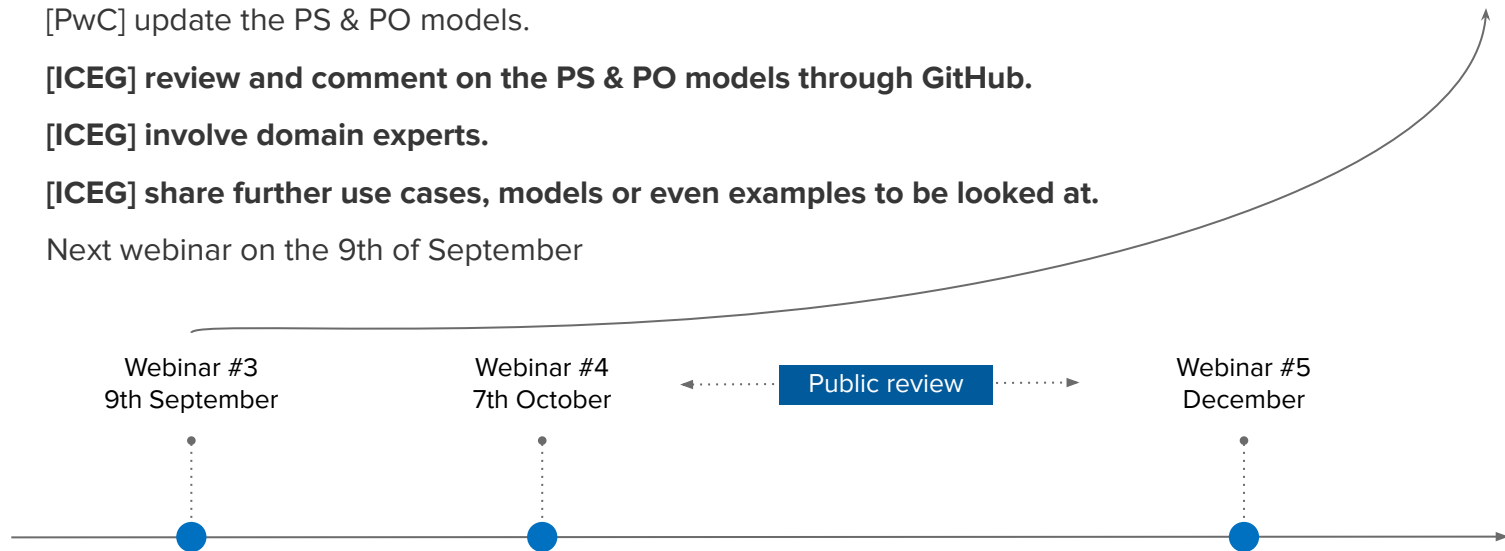 [PwC] update the PS & PO models.
[ICEG] review and comment on the PS & PO models through GitHub.
[ICEG] involve domain experts.
[ICEG] share further use cases, models or even examples to be looked at.
Next webinar on the 9th of September
Webinar #3
9th September
Webinar #4
7th October
Public review
Webinar #5
December